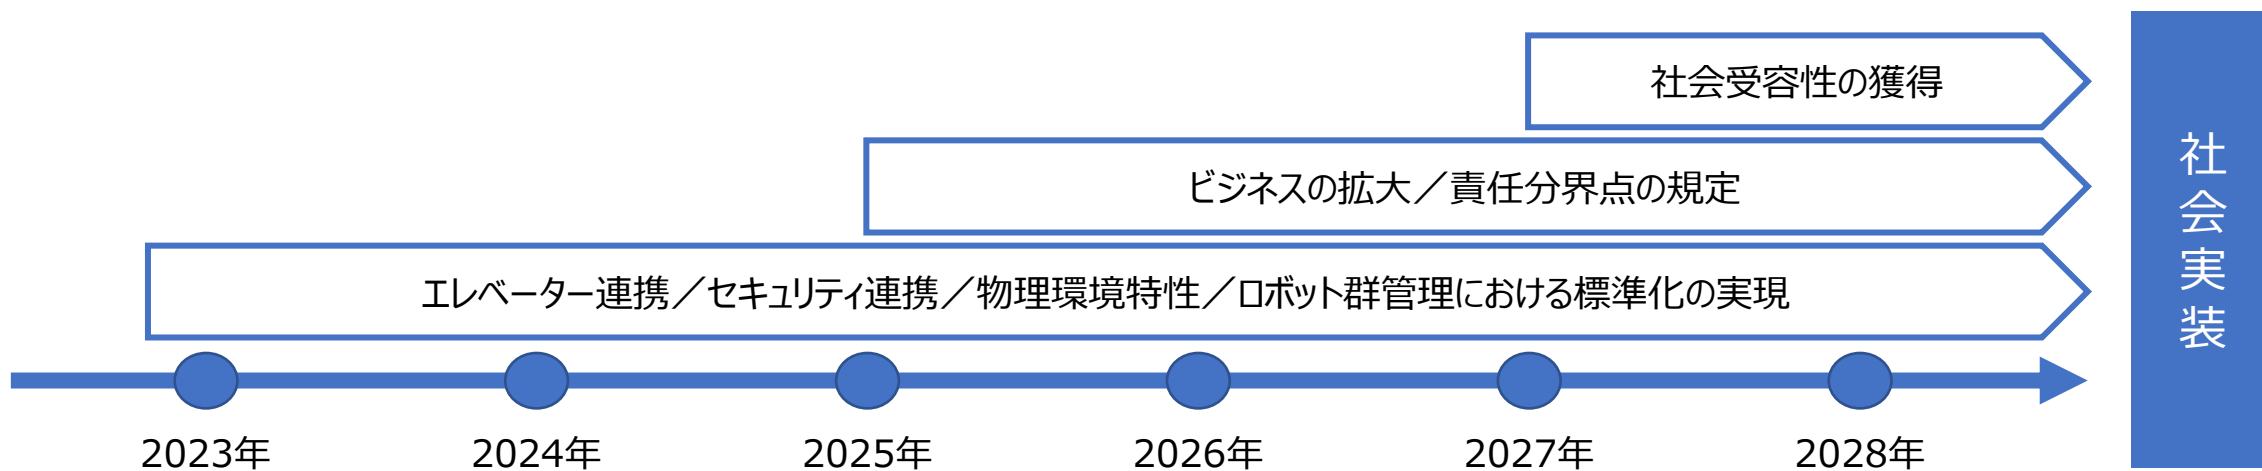 社会受容性の獲得
ビジネスの拡大／責任分界点の規定
エレベーター連携／セキュリティ連携／物理環境特性／ロボット群管理における標準化の実現
2023年
2024年
2025年
2026年
2027年
2028年
社会実装